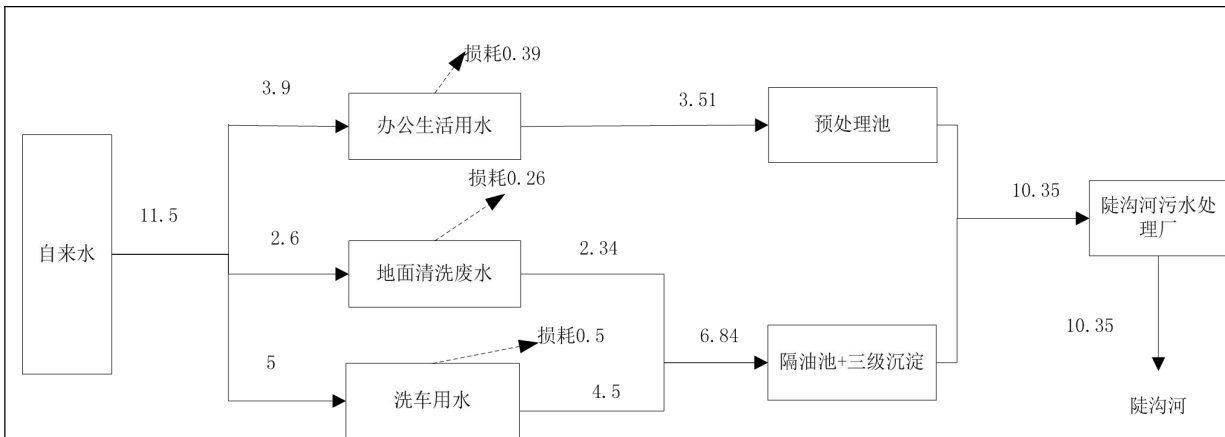 损耗0.39
3.9
办公生活用水
3.51
预处理池
自来水
11.5
损耗0.26
2.6
地面清洗废水
2.34
10.35
陡沟河污水处
理厂
损耗0.5
5
洗车用水
4.5
6.84
隔油池+三级沉淀
10.35
陡沟河